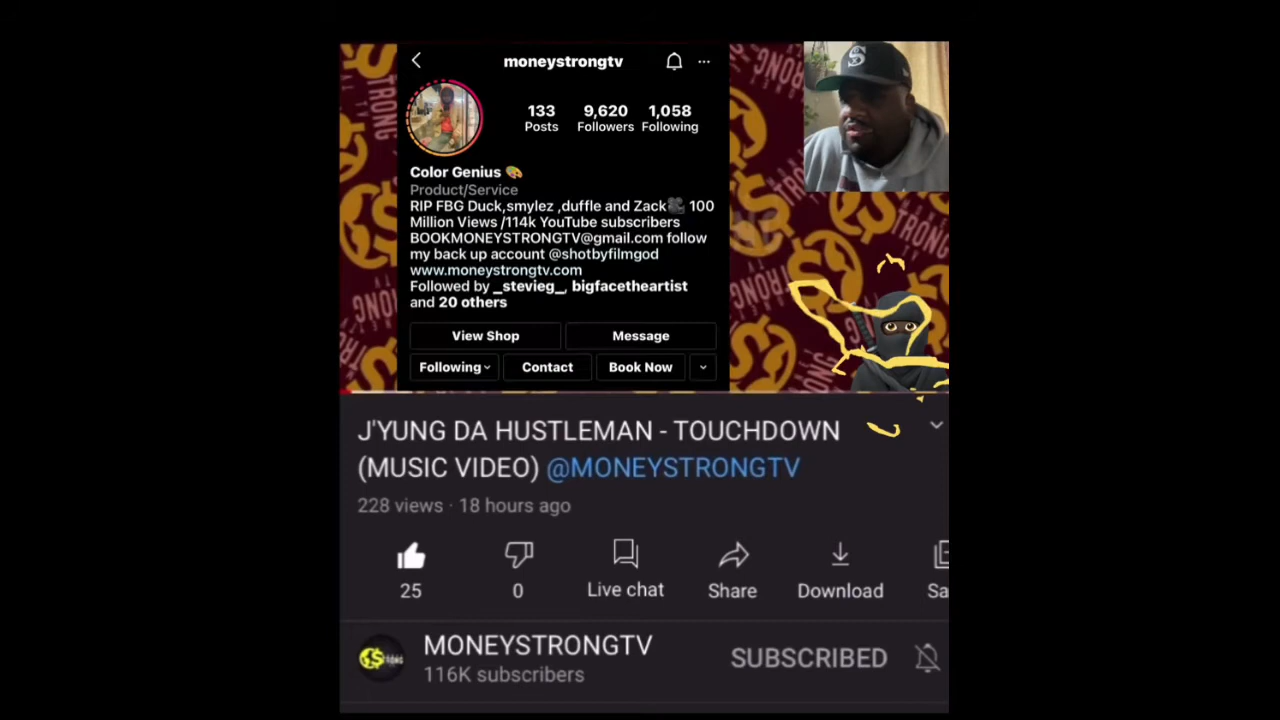 moneystrongtv
133 9,620 1,058
Posts Followers Following
Color Genius 🎨
Product/Service
RIP FBG Duck,smylez ,duffle and Zack🎥 100
Million Views /114k YouTube subscribers
BOOKMONEYSTRONGTV@gmail.com follow
my back up account @shotbyfilmgod
www.moneystrongtv.com
Followed by _stevieg_, bigfacetheartist
and 20 others
View Shop Message
Following Contact Book Now
STRONG
STRONG
J'YUNG DA HUSTLEMAN - TOUCHDOWN
(MUSIC VIDEO) @MONEYSTRONGTV
228 views · 18 hours ago
25 0 Live chat Share Download Sa
MONEYSTRONGTV
116K subscribers
SUBSCRIBED